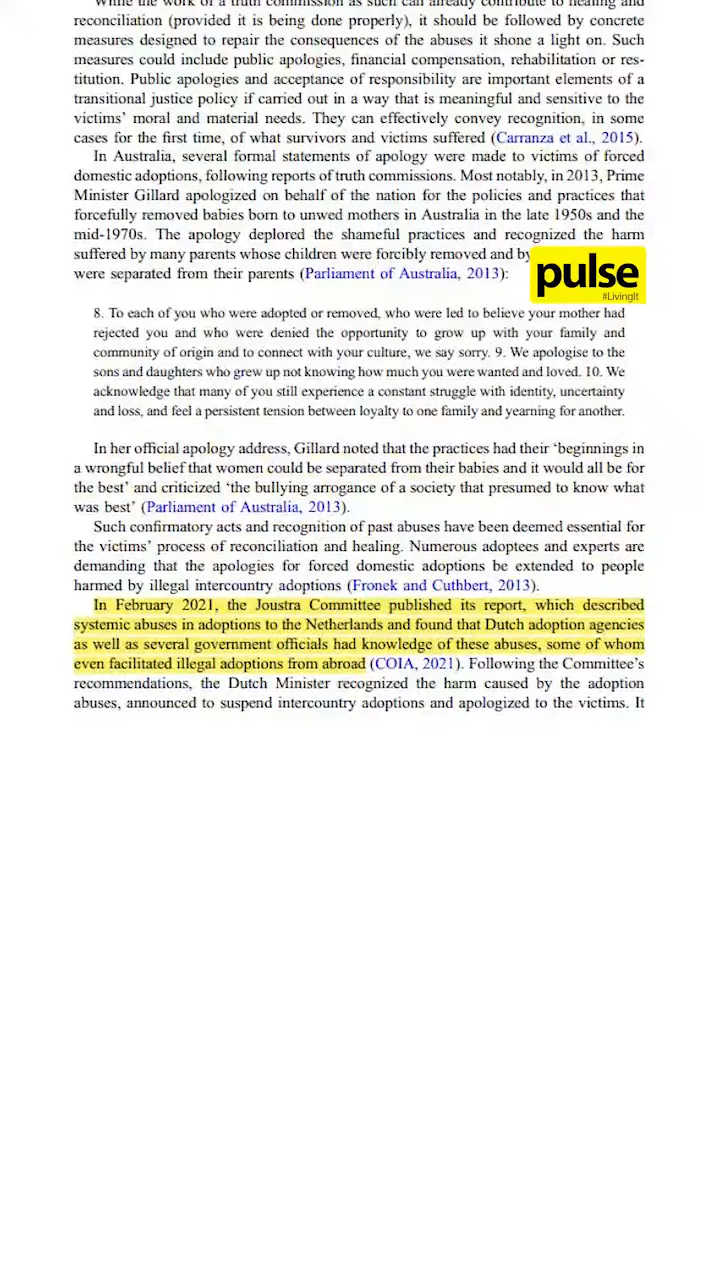 While the work of a truth commission as such can already contribute to healing and
reconciliation (provided it is being done properly), it should be followed by concrete
measures designed to repair the consequences of the abuses it shone a light on. Such
measures could include public apologies, financial compensation, rehabilitation or res-
titution. Public apologies and acceptance of responsibility are important elements of a
transitional justice policy if carried out in a way that is meaningful and sensitive to the
victims’ moral and material needs. They can effectively convey recognition, in some
cases for the first time, of what survivors and victims suffered (Carranza et al., 2015).
In Australia, several formal statements of apology were made to victims of forced
domestic adoptions, following reports of truth commissions. Most notably, in 2013, Prime
Minister Gillard apologized on behalf of the nation for the policies and practices that
forcefully removed babies born to unwed mothers in Australia in the late 1950s and the
mid-1970s. The apology deplored the shameful practices and recognized the harm
suffered by many parents whose children were forcibly removed and by
were separated from their parents (Parliament of Australia, 2013):
pulse
#LivingIt
8. To each of you who were adopted or removed, who were led to believe your mother had
rejected you and who were denied the opportunity to grow up with your family and
community of origin and to connect with your culture, we say sorry. 9. We apologise to the
sons and daughters who grew up not knowing how much you were wanted and loved. 10. We
acknowledge that many of you still experience a constant struggle with identity, uncertainty
and loss, and feel a persistent tension between loyalty to one family and yearning for another.
In her official apology address, Gillard noted that the practices had their ‘beginnings in
a wrongful belief that women could be separated from their babies and it would all be for
the best’ and criticized ‘the bullying arrogance of a society that presumed to know what
was best’ (Parliament of Australia, 2013).
Such confirmatory acts and recognition of past abuses have been deemed essential for
the victims’ process of reconciliation and healing. Numerous adoptees and experts are
demanding that the apologies for forced domestic adoptions be extended to people
harmed by illegal intercountry adoptions (Fronek and Cuthbert, 2013).
In February 2021, the Joustra Committee published its report, which described
systemic abuses in adoptions to the Netherlands and found that Dutch adoption agencies
as well as several government officials had knowledge of these abuses, some of whom
even facilitated illegal adoptions from abroad (COIA, 2021). Following the Committee’s
recommendations, the Dutch Minister recognized the harm caused by the adoption
abuses, announced to suspend intercountry adoptions and apologized to the victims. It